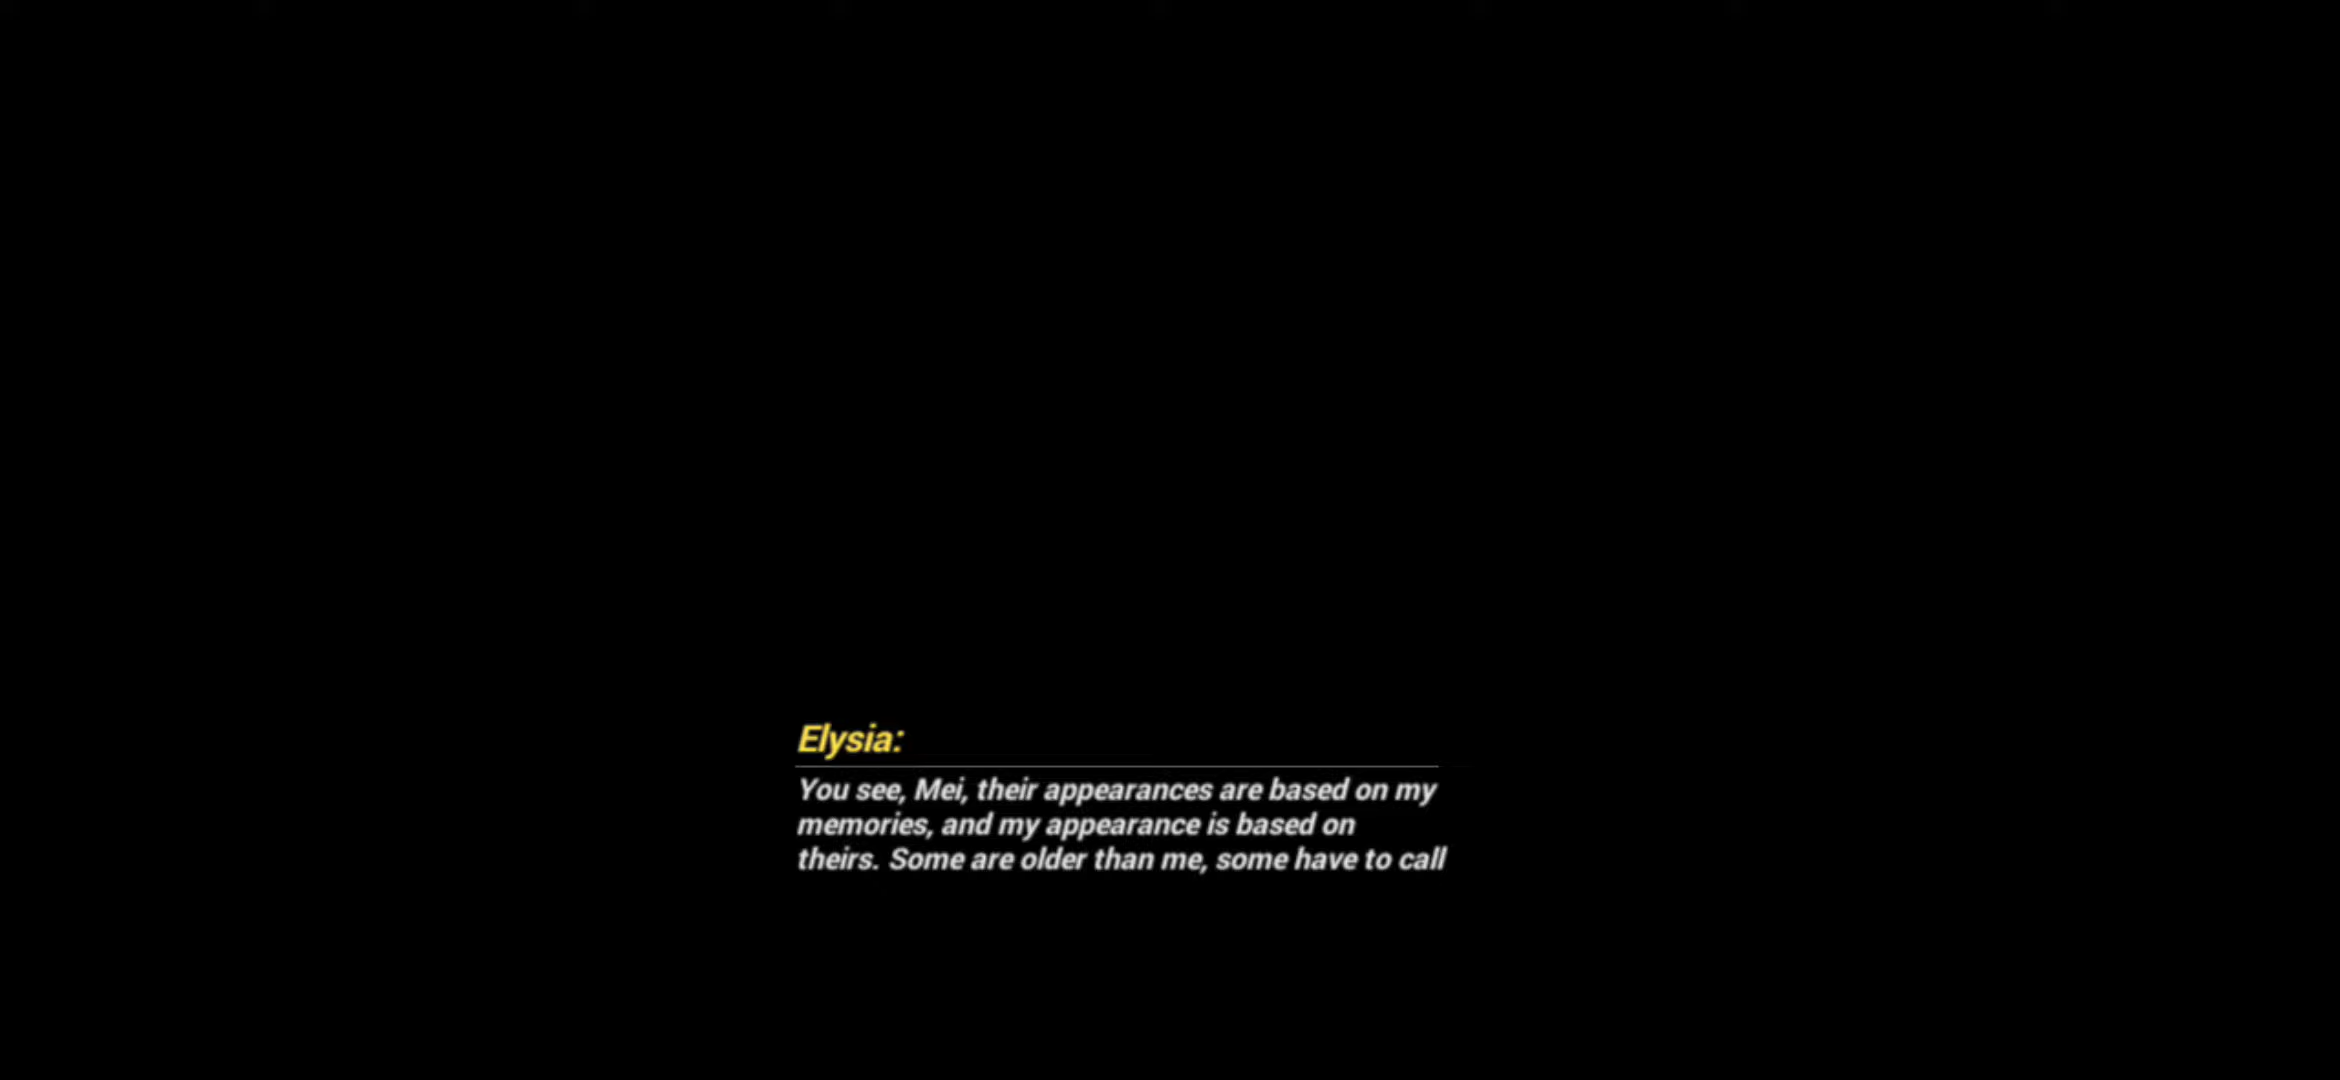 Elysia:
You see, Mei, their appearances are based on my
memories, and my appearance is based on
theirs. Some are older than me, some have to call